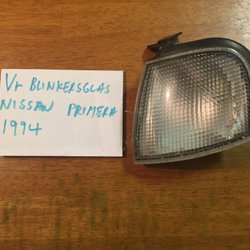 Vr BLINKERSGLAS
NISSAN PRIMERA
1994